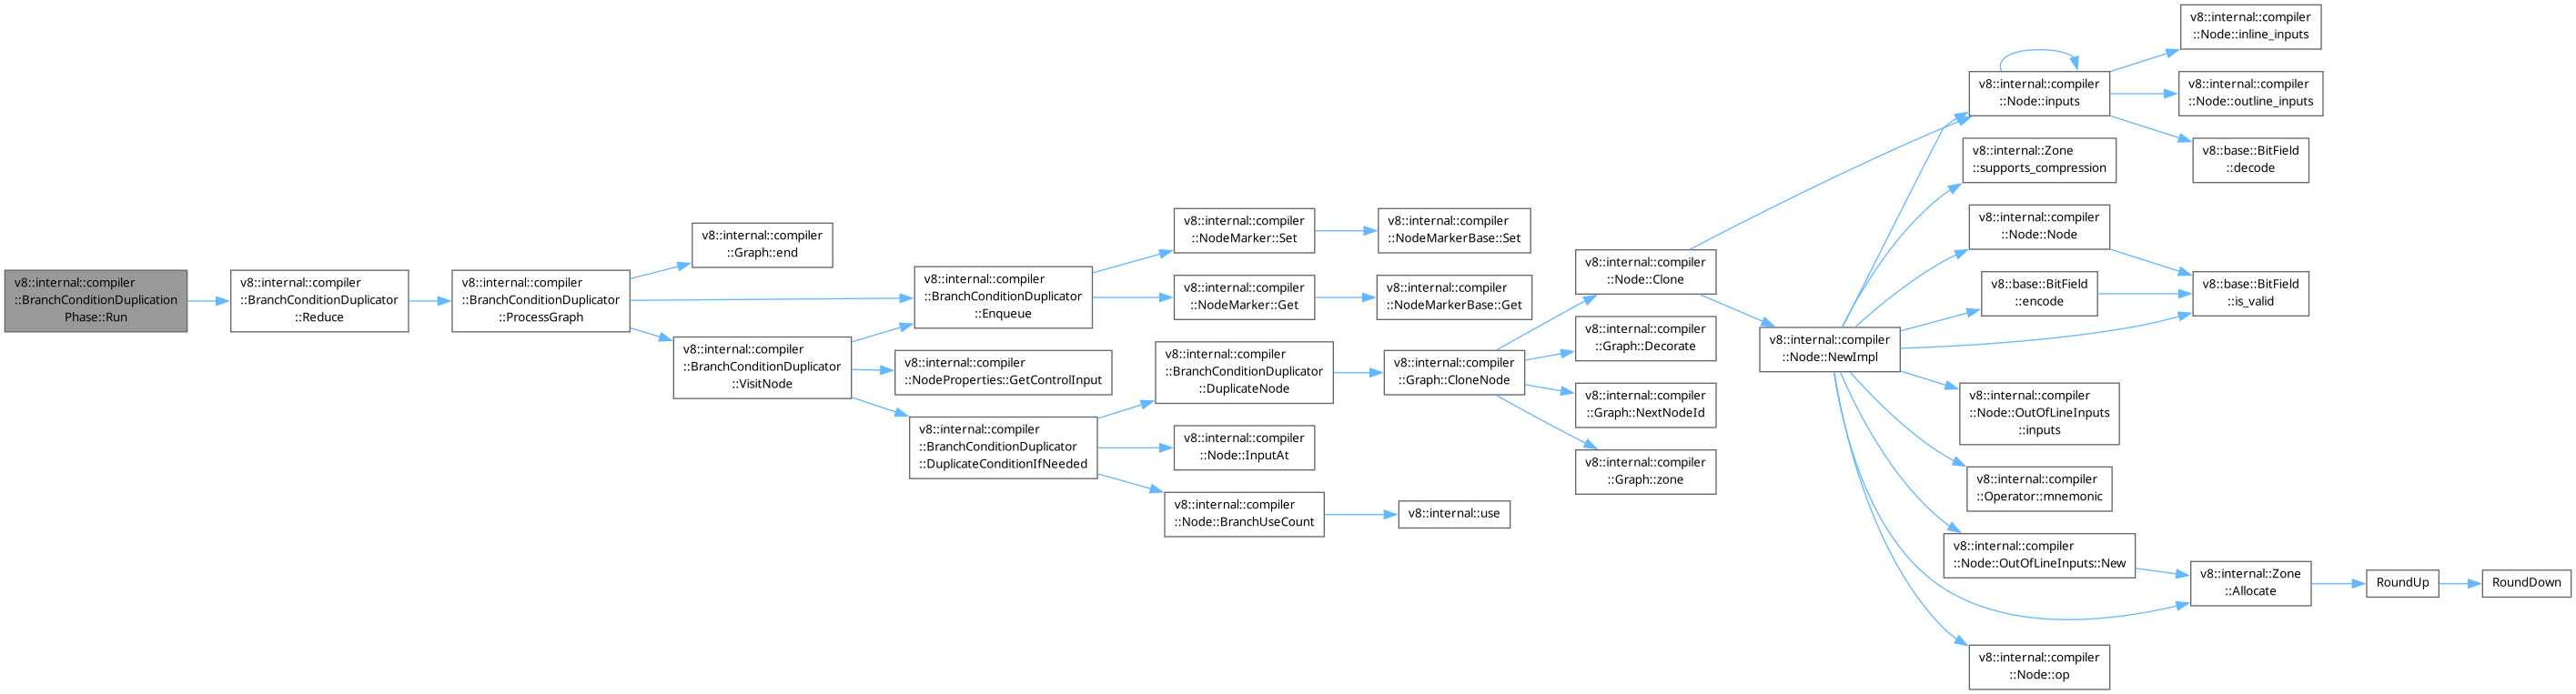 v8::internal::compiler
::BranchConditionDuplication
Phase::Run
v8::internal::compiler
::BranchConditionDuplicator
::Reduce
v8::internal::compiler
::BranchConditionDuplicator
::ProcessGraph
v8::internal::compiler
::Graph::end
v8::internal::compiler
::BranchConditionDuplicator
::VisitNode
v8::internal::compiler
::BranchConditionDuplicator
::Enqueue
v8::internal::compiler
::NodeProperties::GetControlInput
v8::internal::compiler
::BranchConditionDuplicator
::DuplicateConditionIfNeeded
v8::internal::compiler
::NodeMarker::Set
v8::internal::compiler
::NodeMarker::Get
v8::internal::compiler
::BranchConditionDuplicator
::DuplicateNode
v8::internal::compiler
::Node::InputAt
v8::internal::compiler
::Node::BranchUseCount
v8::internal::compiler
::NodeMarkerBase::Set
v8::internal::compiler
::NodeMarkerBase::Get
v8::internal::compiler
::Graph::CloneNode
v8::internal::use
v8::internal::compiler
::Node::Clone
v8::internal::compiler
::Graph::Decorate
v8::internal::compiler
::Graph::NextNodeId
v8::internal::compiler
::Graph::zone
v8::internal::compiler
::Node::NewImpl
v8::internal::compiler
::Node::inputs
v8::internal::Zone
::supports_compression
v8::internal::compiler
::Node::Node
v8::base::BitField
::encode
v8::internal::compiler
::Node::OutOfLineInputs
::inputs
v8::internal::compiler
::Operator::mnemonic
v8::internal::compiler
::Node::OutOfLineInputs::New
v8::internal::compiler
::Node::op
v8::internal::compiler
::Node::inline_inputs
v8::internal::compiler
::Node::outline_inputs
v8::base::BitField
::decode
v8::base::BitField
::is_valid
v8::internal::Zone
::Allocate
RoundUp
RoundDown